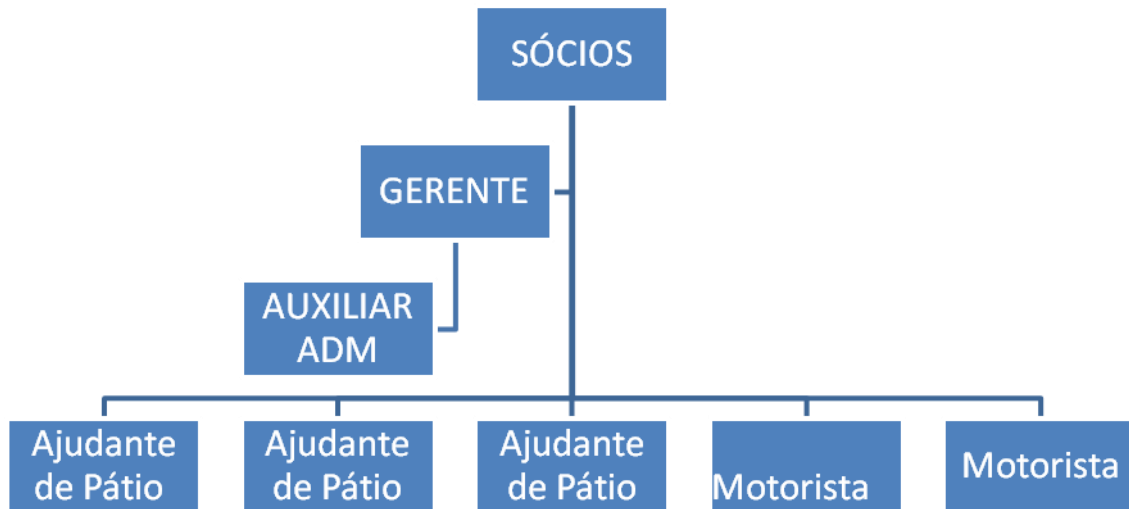 SÓCIOS
GERENTE
AUXILIAR
ADM
Ajudante
de Pátio
Ajudante
de Pátio
Ajudante
de Pátio
Motorista
Motorista